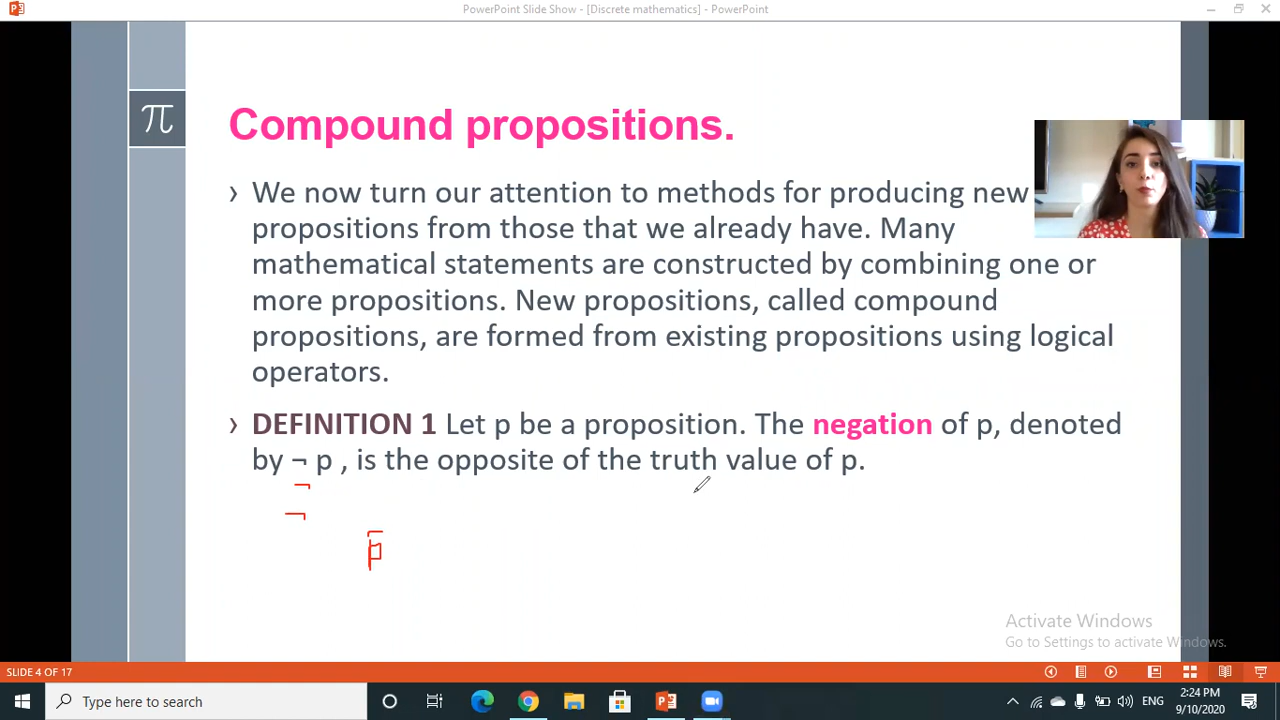 PowerPoint Slide Show - [Discrete mathematics] - PowerPoint
π
Compound propositions.
› We now turn our attention to methods for producing new
propositions from those that we already have. Many
mathematical statements are constructed by combining one or
more propositions. New propositions, called compound
propositions, are formed from existing propositions using logical
operators.
› DEFINITION 1 Let p be a proposition. The negation of p, denoted
by ¬ p , is the opposite of the truth value of p.
¬
¬
p̅
Activate Windows
Go to Settings to activate Windows.
SLIDE 4 OF 17
Type here to search
ENG
2:24 PM
9/10/2020